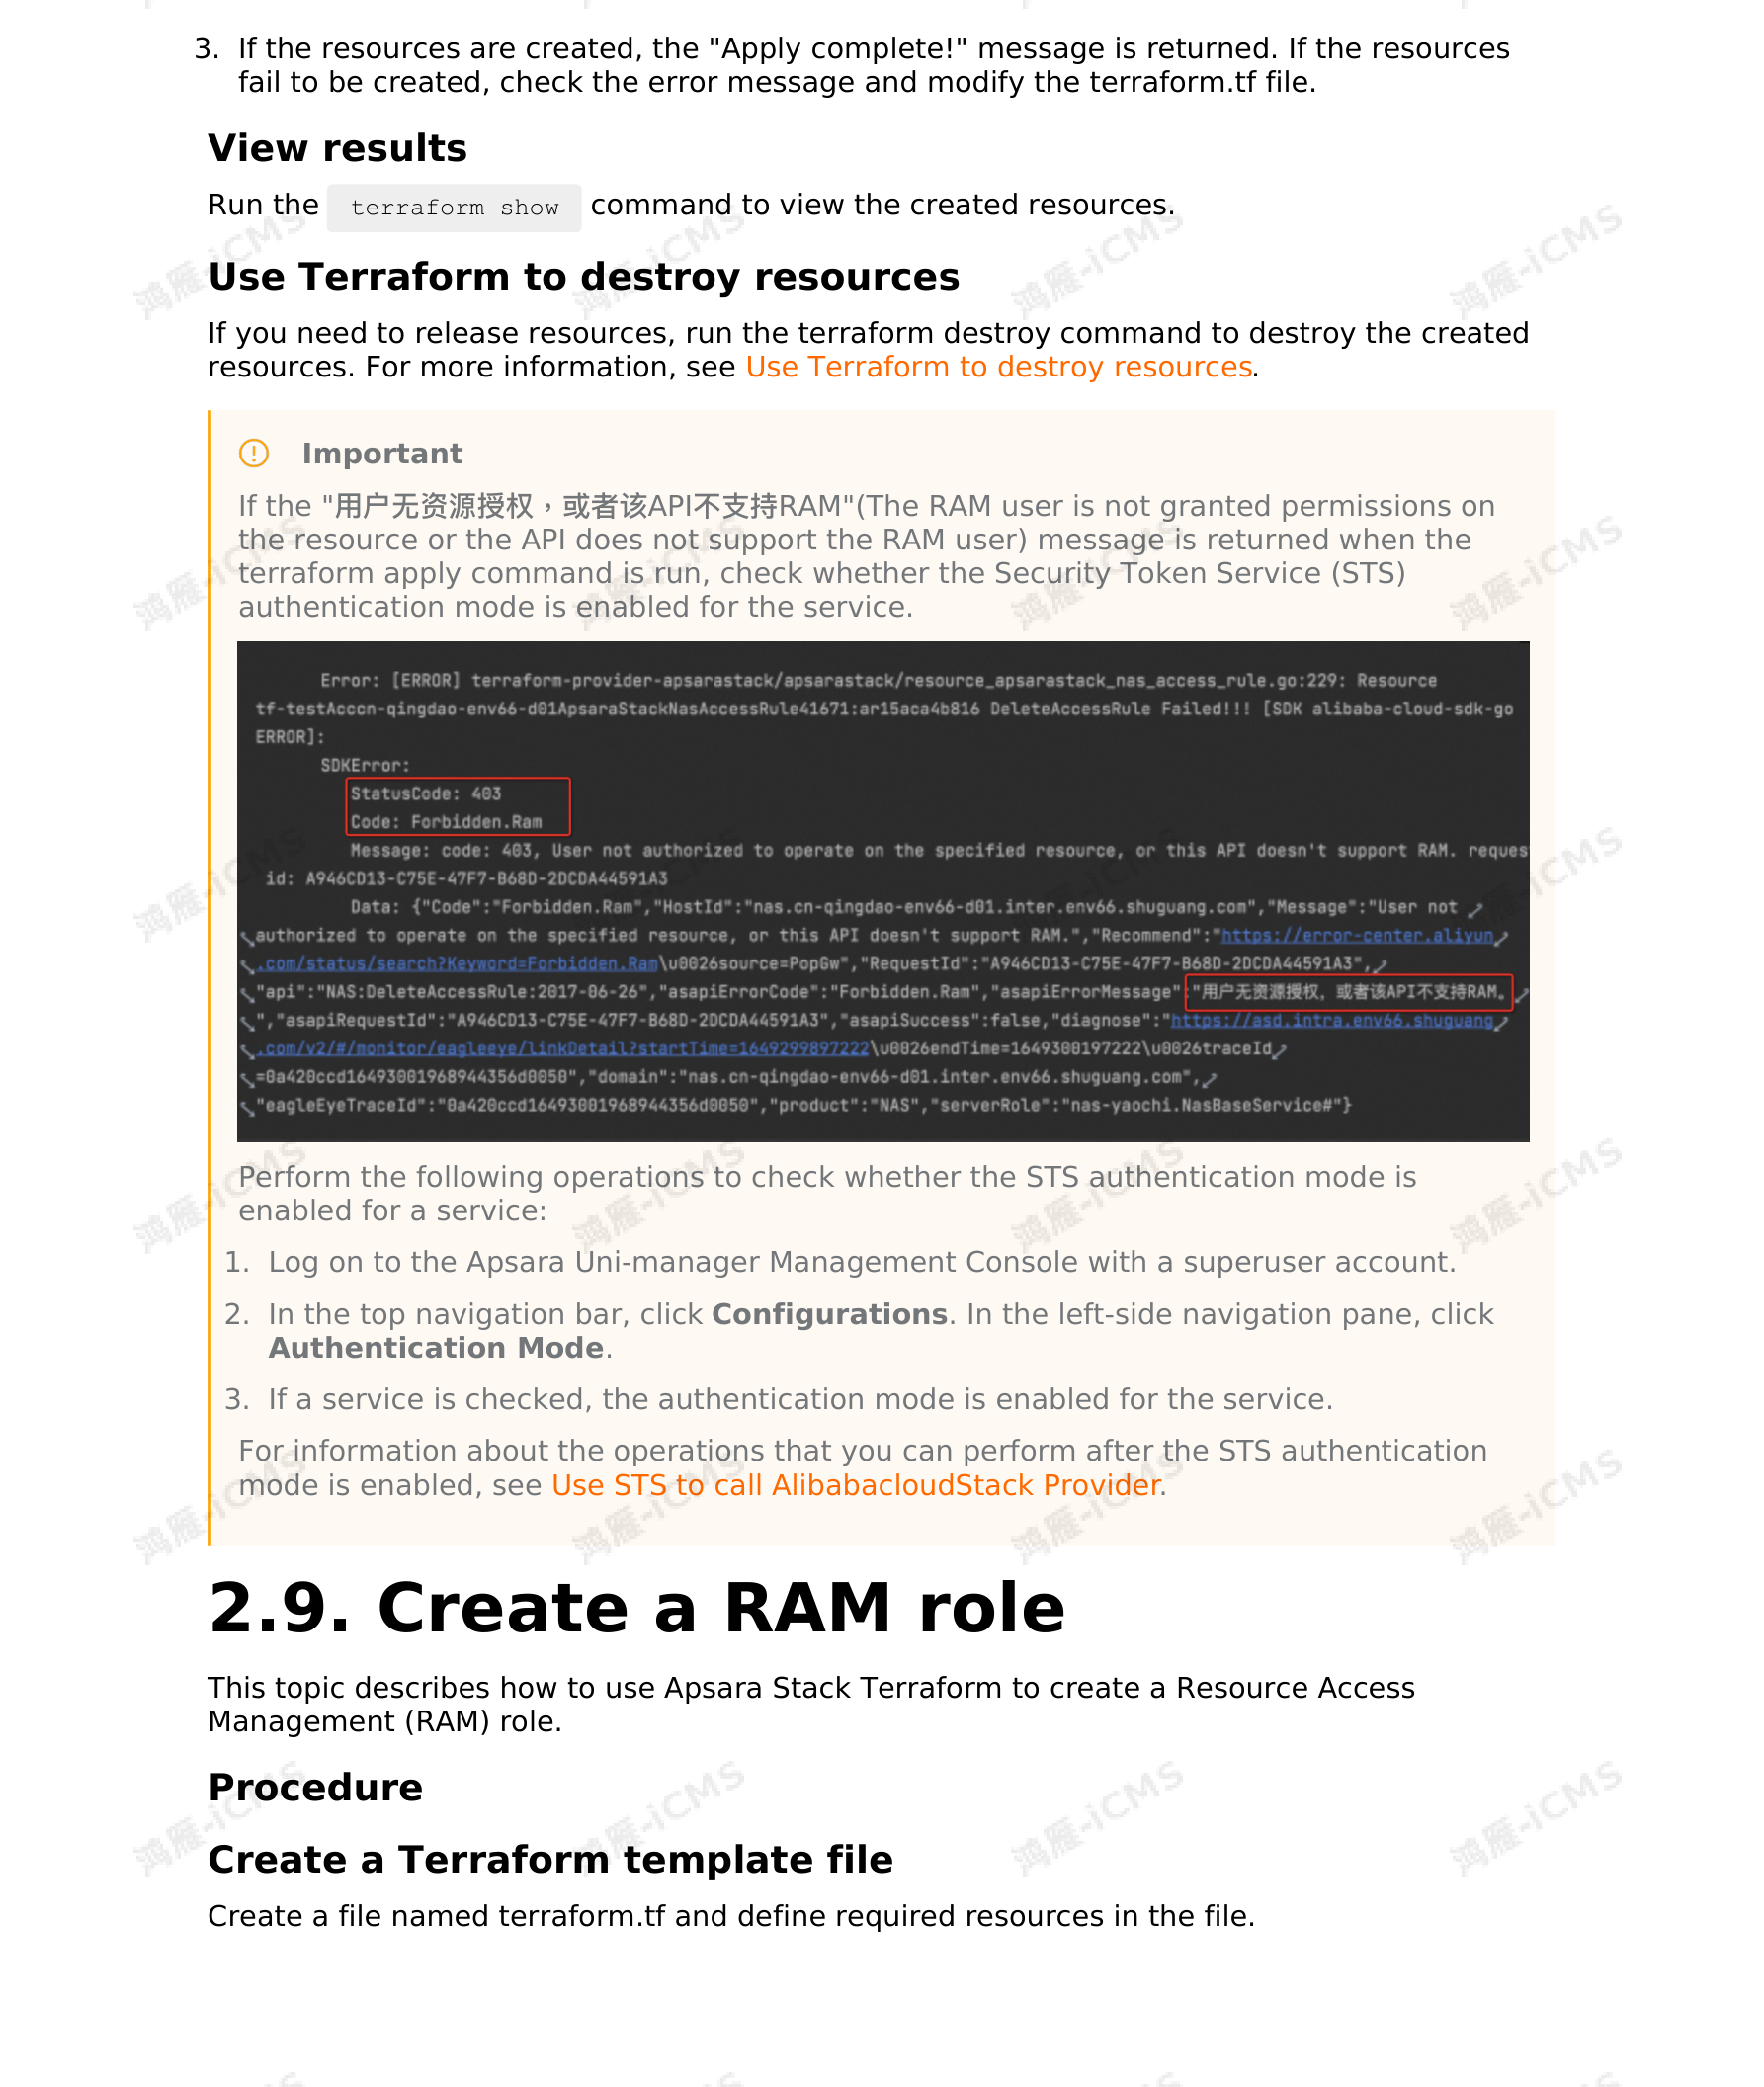 3. If the resources are created, the "Apply complete!" message is returned. If the resources
fail to be created, check the error message and modify the terraform.tf file.
View results
Run the terraform show command to view the created resources.
Use Terraform to destroy resources
If you need to release resources, run the terraform destroy command to destroy the created
resources. For more information, see Use Terraform to destroy resources.
Important
If the "用户无资源授权，或者该API不支持RAM"(The RAM user is not granted permissions on
the resource or the API does not support the RAM user) message is returned when the
terraform apply command is run, check whether the Security Token Service (STS)
authentication mode is enabled for the service.
Error: [ERROR] terraform-provider-apsarastack/apsarastack/resource_apsarastack_nas_access_rule.go:229: Resource
tf-testAcccn-qingdao-env66-d01ApsaraStackNasAccessRule41671:ar15aca4b816 DeleteAccessRule Failed!!! [SDK alibaba-cloud-sdk-go
ERROR]:
SDKError:
StatusCode: 403
Code: Forbidden.Ram
Message: code: 403, User not authorized to operate on the specified resource, or this API doesn't support RAM. reques
id: A946CD13-C75E-47F7-B68D-2DCDA44591A3
Data: {"Code":"Forbidden.Ram","HostId":"nas.cn-qingdao-env66-d01.inter.env66.shuguang.com","Message":"User not
authorized to operate on the specified resource, or this API doesn't support RAM.","Recommend":"https://error-center.aliyun
.com/status/search?Keyword=Forbidden.Ram\u0026source=PopGw","RequestId":"A946CD13-C75E-47F7-B68D-2DCDA44591A3",
"api":"NAS:DeleteAccessRule:2017-06-26","asapiErrorCode":"Forbidden.Ram","asapiErrorMessage":"用户无资源授权，或者该API不支持RAM。
","asapiRequestId":"A946CD13-C75E-47F7-B68D-2DCDA44591A3","asapiSuccess":false,"diagnose":"https://asd.intra.env66.shuguang
.com/v2/#/monitor/eagleeye/linkDetail?startTime=1649299897222\u0026endTime=1649300197222\u0026traceId
=0a420ccd16493001968944356d0050","domain":"nas.cn-qingdao-env66-d01.inter.env66.shuguang.com",
"eagleEyeTraceId":"0a420ccd16493001968944356d0050","product":"NAS","serverRole":"nas-yaochi.NasBaseService#"}
Perform the following operations to check whether the STS authentication mode is
enabled for a service:
1. Log on to the Apsara Uni-manager Management Console with a superuser account.
2. In the top navigation bar, click Configurations. In the left-side navigation pane, click
Authentication Mode.
3. If a service is checked, the authentication mode is enabled for the service.
For information about the operations that you can perform after the STS authentication
mode is enabled, see Use STS to call AlibabacloudStack Provider.
2.9. Create a RAM role
This topic describes how to use Apsara Stack Terraform to create a Resource Access
Management (RAM) role.
Procedure
Create a Terraform template file
Create a file named terraform.tf and define required resources in the file.
鸿雁-iCMS